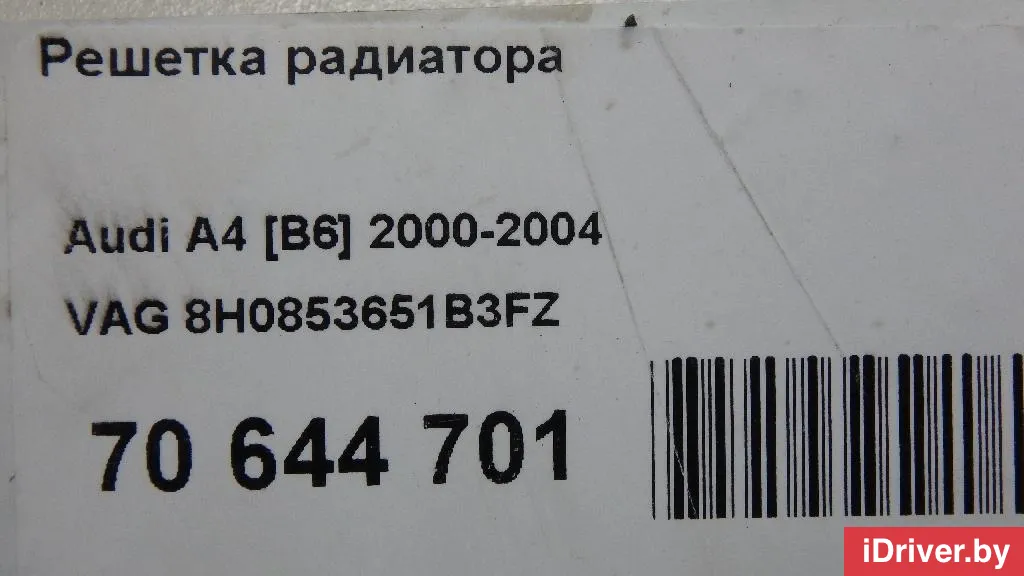 Решетка радиатора
Audi A4 [B6] 2000-2004
VAG 8H0853651B3FZ
70 644 701
iDriver.by